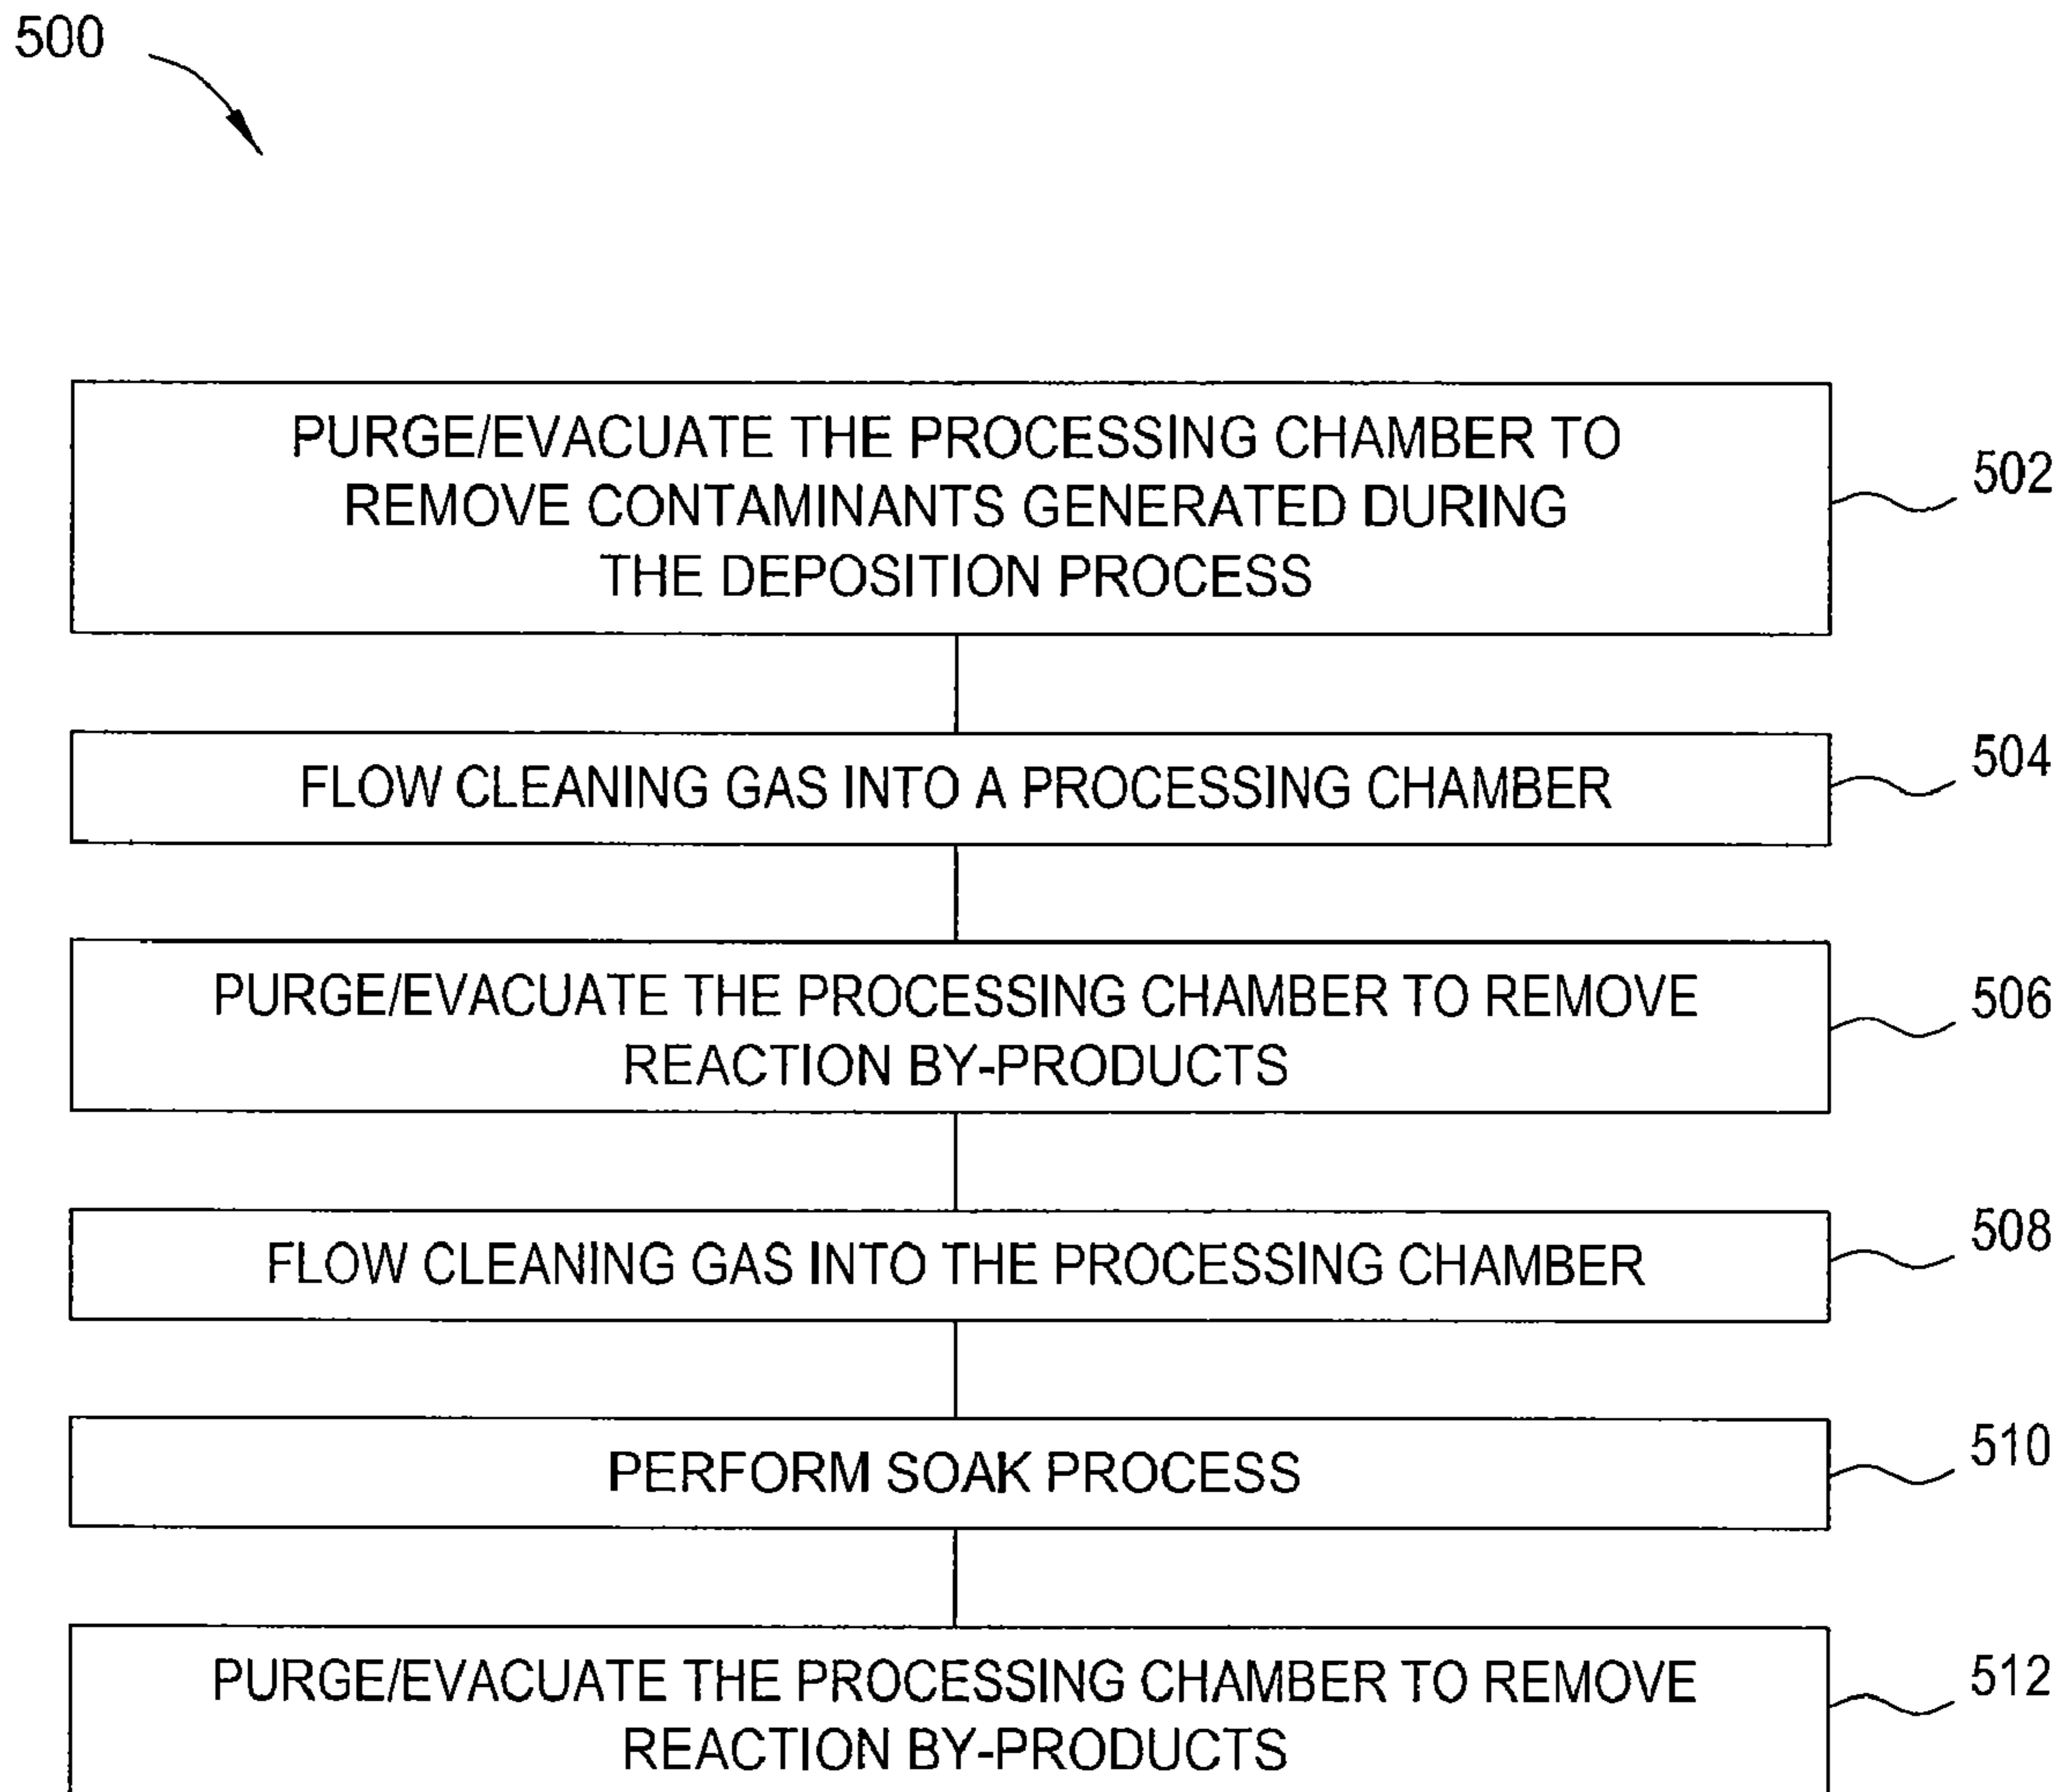 500
PURGE/EVACUATE THE PROCESSING CHAMBER TO
REMOVE CONTAMINANTS GENERATED DURING
THE DEPOSITION PROCESS
502
FLOW CLEANING GAS INTO A PROCESSING CHAMBER
504
PURGE/EVACUATE THE PROCESSING CHAMBER TO REMOVE
REACTION BY-PRODUCTS
506
FLOW CLEANING GAS INTO THE PROCESSING CHAMBER
508
PERFORM SOAK PROCESS
510
PURGE/EVACUATE THE PROCESSING CHAMBER TO REMOVE
REACTION BY-PRODUCTS
512